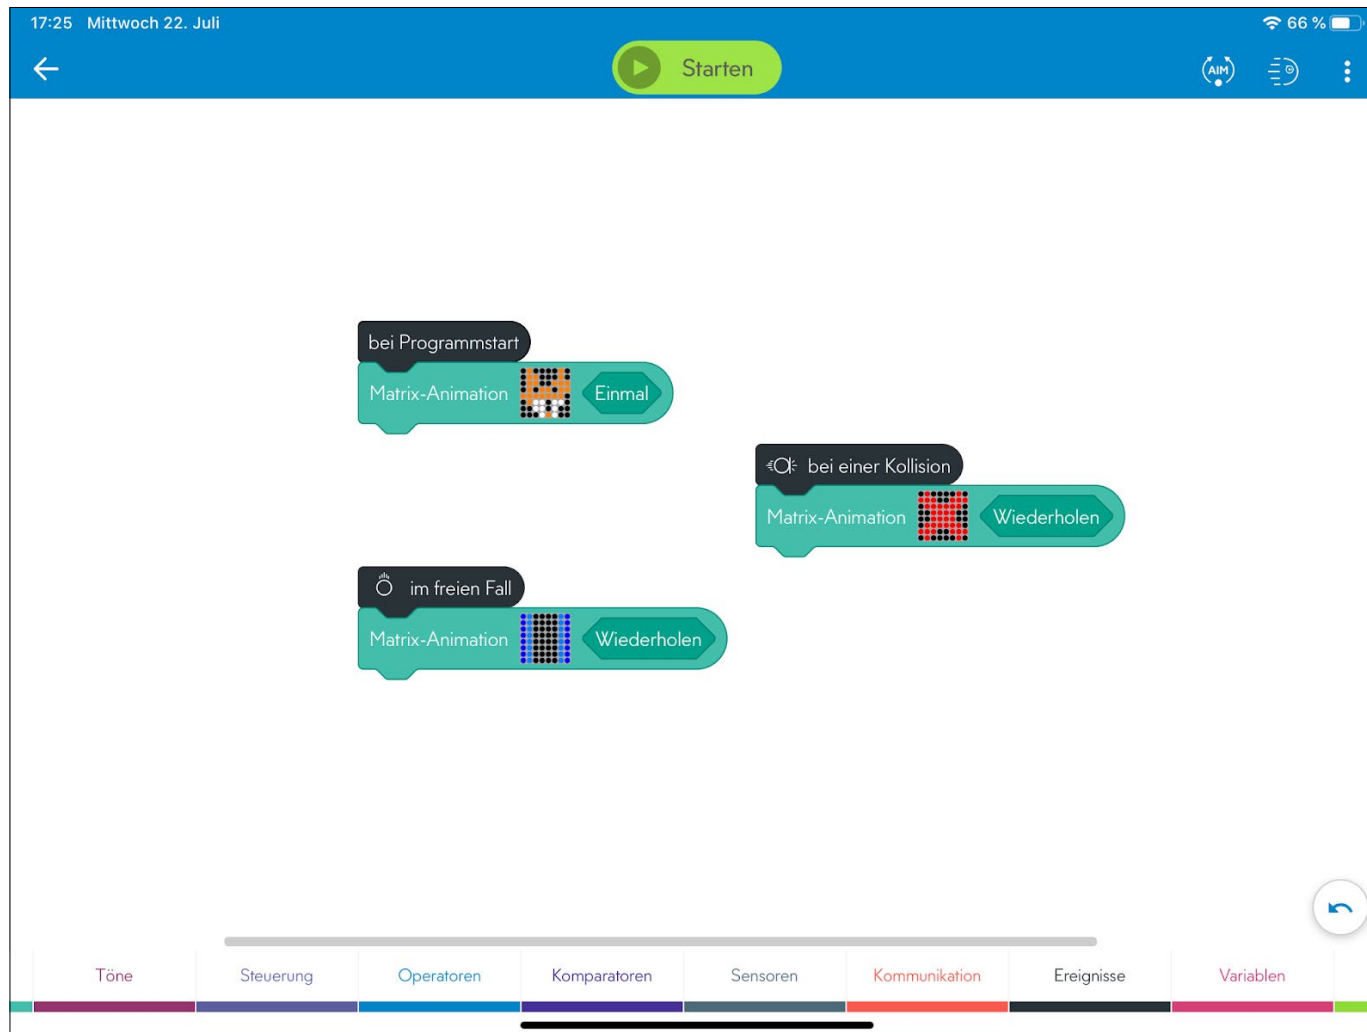 17:25 Mittwoch 22. Juli
66 %
Starten
AIM
bei Programmstart
Matrix-Animation Einmal
bei einer Kollision
Matrix-Animation Wiederholen
im freien Fall
Matrix-Animation Wiederholen
Töne Steuerung Operatoren Komparatoren Sensoren Kommunikation Ereignisse Variablen